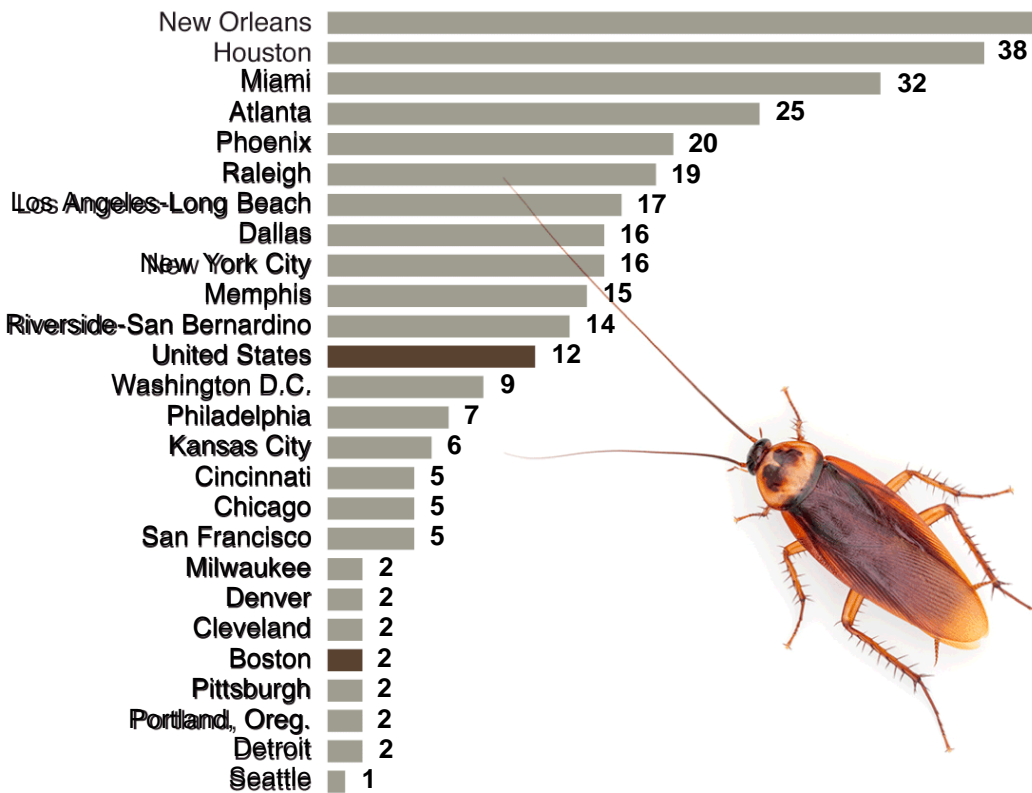 New Orleans
Houston 38
Miami 32
Atlanta 25
Phoenix 20
Raleigh 19
Los Angeles-Long Beach 17
Dallas 16
New York City 16
Memphis 15
Riverside-San Bernardino 14
United States 12
Washington D.C. 9
Philadelphia 7
Kansas City 6
Cincinnati 5
Chicago 5
San Francisco 5
Milwaukee 2
Denver 2
Cleveland 2
Boston 2
Pittsburgh 2
Portland, Oreg. 2
Detroit 2
Seattle 1